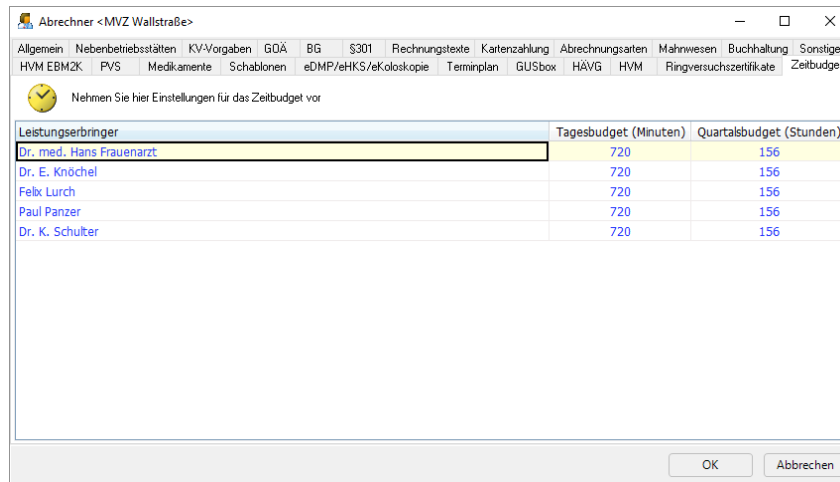 Abrechner <MVZ Wallstraße>
Allgemein Nebenbetriebsstätten KV-Vorgaben GOÄ BG §301 Rechnungstexte Kartenzahlung Abrechnungsarten Mahnwesen Buchhaltung Sonstige
HVM EBM2K PVS Medikamente Schablonen eDMP/eHKS/eKoloskopie Terminplan GUSbox HÄVG HVM Ringversuchszertifikate Zeitbudge
Nehmen Sie hier Einstellungen für das Zeitbudget vor
Leistungserbringer Tagesbudget (Minuten) Quartalsbudget (Stunden)
Dr. med. Hans Frauenarzt 720 156
Dr. E. Knöchel 720 156
Felix Lurch 720 156
Paul Panzer 720 156
Dr. K. Schulter 720 156
OK Abbrechen